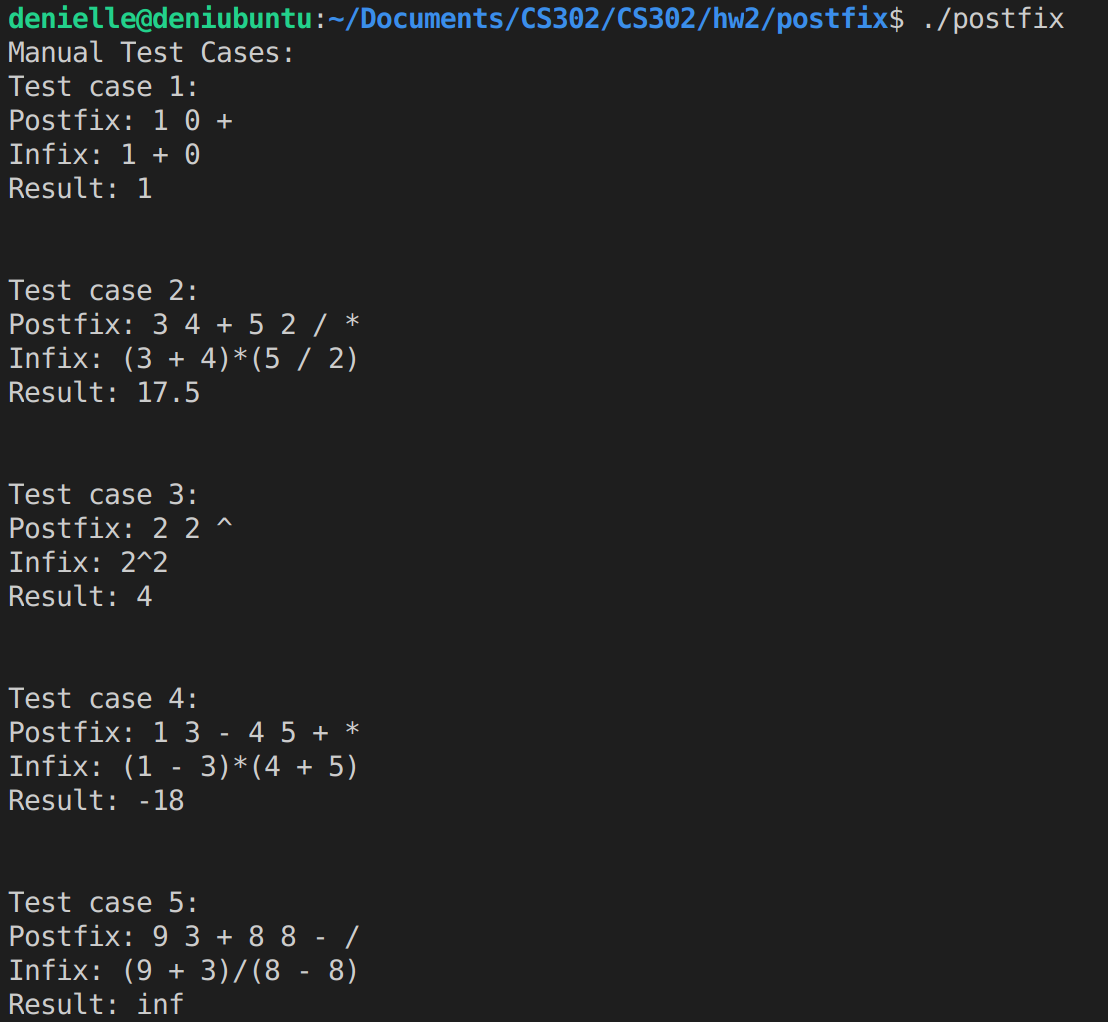 denielle@deniubuntu:~/Documents/CS302/CS302/hw2/postfix$ ./postfix
Manual Test Cases:
Test case 1:
Postfix: 1 0 +
Infix: 1 + 0
Result: 1
Test case 2:
Postfix: 3 4 + 5 2 / *
Infix: (3 + 4)*(5 / 2)
Result: 17.5
Test case 3:
Postfix: 2 2 ^
Infix: 2^2
Result: 4
Test case 4:
Postfix: 1 3 - 4 5 + *
Infix: (1 - 3)*(4 + 5)
Result: -18
Test case 5:
Postfix: 9 3 + 8 8 - /
Infix: (9 + 3)/(8 - 8)
Result: inf